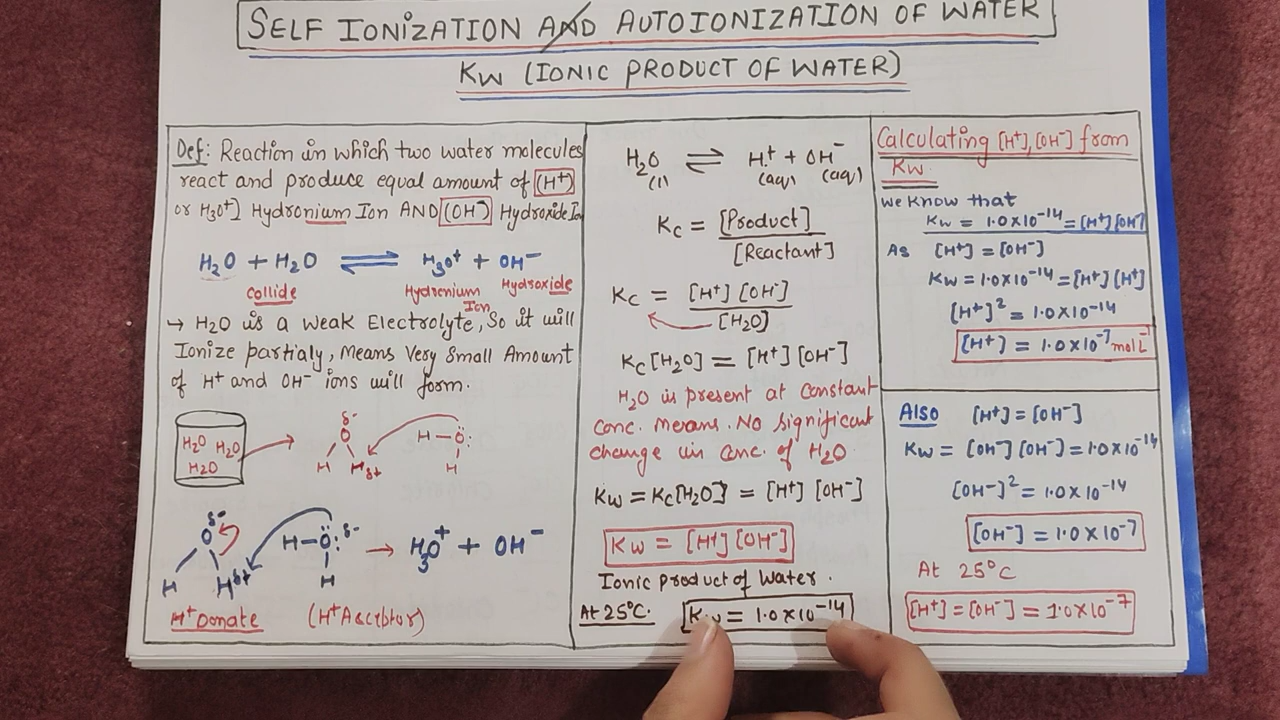 SELF IONIZATION AND AUTOIONIZATION OF WATER
KW (IONIC PRODUCT OF WATER)
Def: Reaction in which two water molecules
react and produce equal amount of (H⁺)
or H₃O⁺] Hydronium Ion AND (OH⁻) Hydroxide Ion
H₂O + H₂O ⇌ H₃O⁺ + OH⁻
Collide Hydronium Ion Hydroxide
→ H₂O is a weak Electrolyte, So it will
Ionize partialy, Means Very Small Amount
of H⁺ and OH⁻ ions will form.
H₂O H₂O
H₂O
δ⁻
O
H H δ+
H–O:
H
δ⁻
O
H H δ+
H–O: δ⁻
H
→ H₃O⁺ + OH⁻
H⁺ Donate (H⁺ Acceptor)
H₂O ⇌ H⁺ + OH⁻
(l) (aq) (aq)
Kc = [Product]
[Reactant]
Kc = [H⁺] [OH⁻]
[H₂O]
Kc [H₂O] = [H⁺] [OH⁻]
H₂O is present at Constant
Conc. Means. No significant
change in conc. of H₂O
Kw = Kc[H₂O] = [H⁺] [OH⁻]
Kw = [H⁺] [OH⁻]
Ionic product of Water.
At 25°C. Kw = 1.0×10⁻¹⁴
Calculating [H⁺], [OH⁻] from
KW
We Know that
Kw = 1.0×10⁻¹⁴ = [H⁺] [OH⁻]
As [H⁺] = [OH⁻]
Kw = 1.0×10⁻¹⁴ = [H⁺] [H⁺]
[H⁺]² = 1.0×10⁻¹⁴
[H⁺] = 1.0×10⁻⁷ mol L⁻
Also [H⁺] = [OH⁻]
Kw = [OH⁻] [OH⁻] = 1.0×10⁻¹⁴
[OH⁻]² = 1.0×10⁻¹⁴
[OH⁻] = 1.0×10⁻⁷
At 25°C
[H⁺] = [OH⁻] = 1.0×10⁻⁷